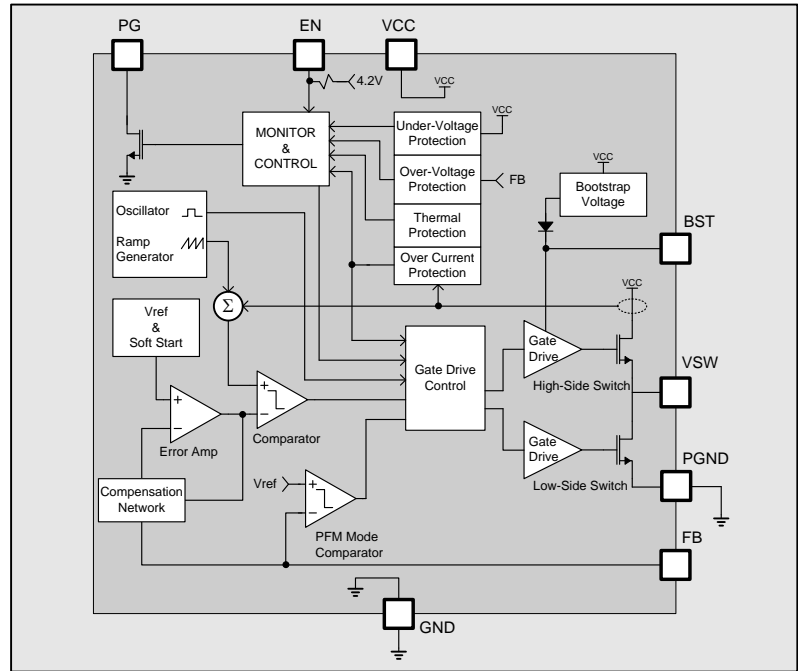 PG
EN
VCC
4.2V
VCC
MONITOR
&
CONTROL
Under-Voltage
Protection
VCC
Over-Voltage
Protection
FB
Thermal
Protection
Over Current
Protection
VCC
Bootstrap
Voltage
BST
Oscillator
Ramp
Generator
Σ
VCC
Vref
&
Soft Start
Gate Drive
Control
Gate
Drive
High-Side Switch
VSW
+
−
Error Amp
+
−
Comparator
Gate
Drive
Low-Side Switch
PGND
Compensation
Network
Vref
+
−
PFM Mode
Comparator
FB
GND